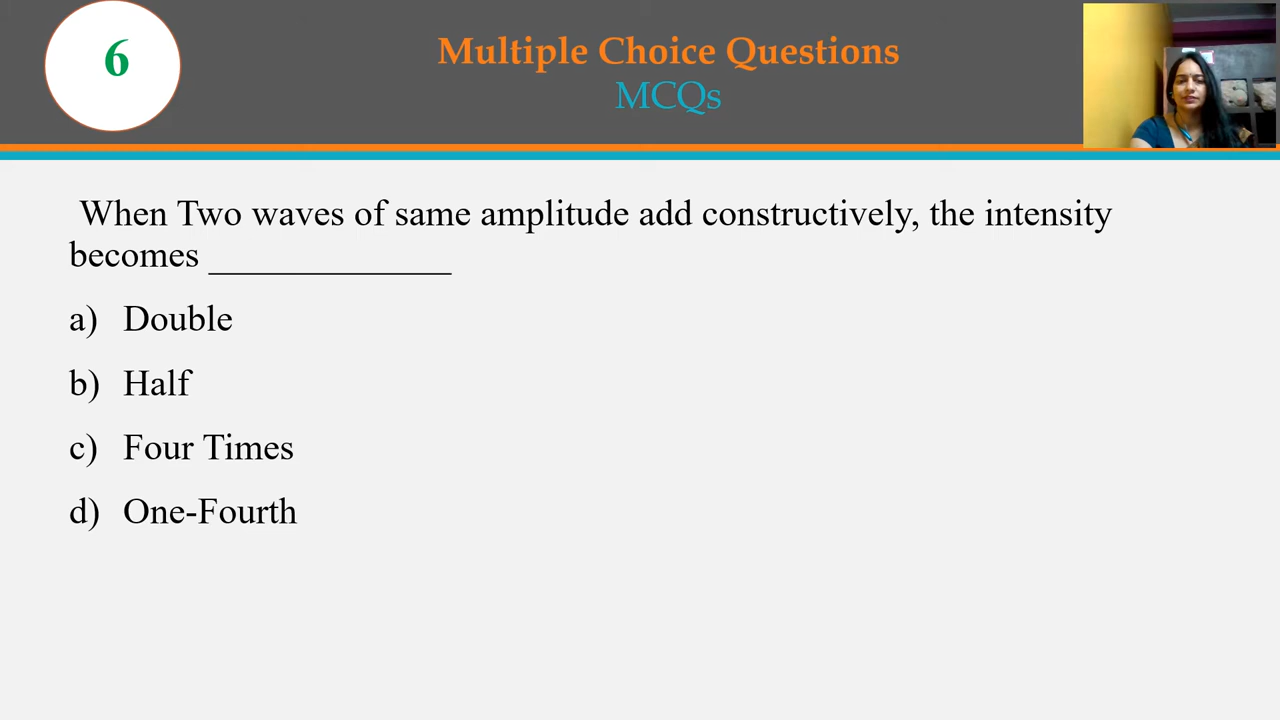 6
Multiple Choice Questions
MCQs
When Two waves of same amplitude add constructively, the intensity
becomes _____________
a) Double
b) Half
c) Four Times
d) One-Fourth